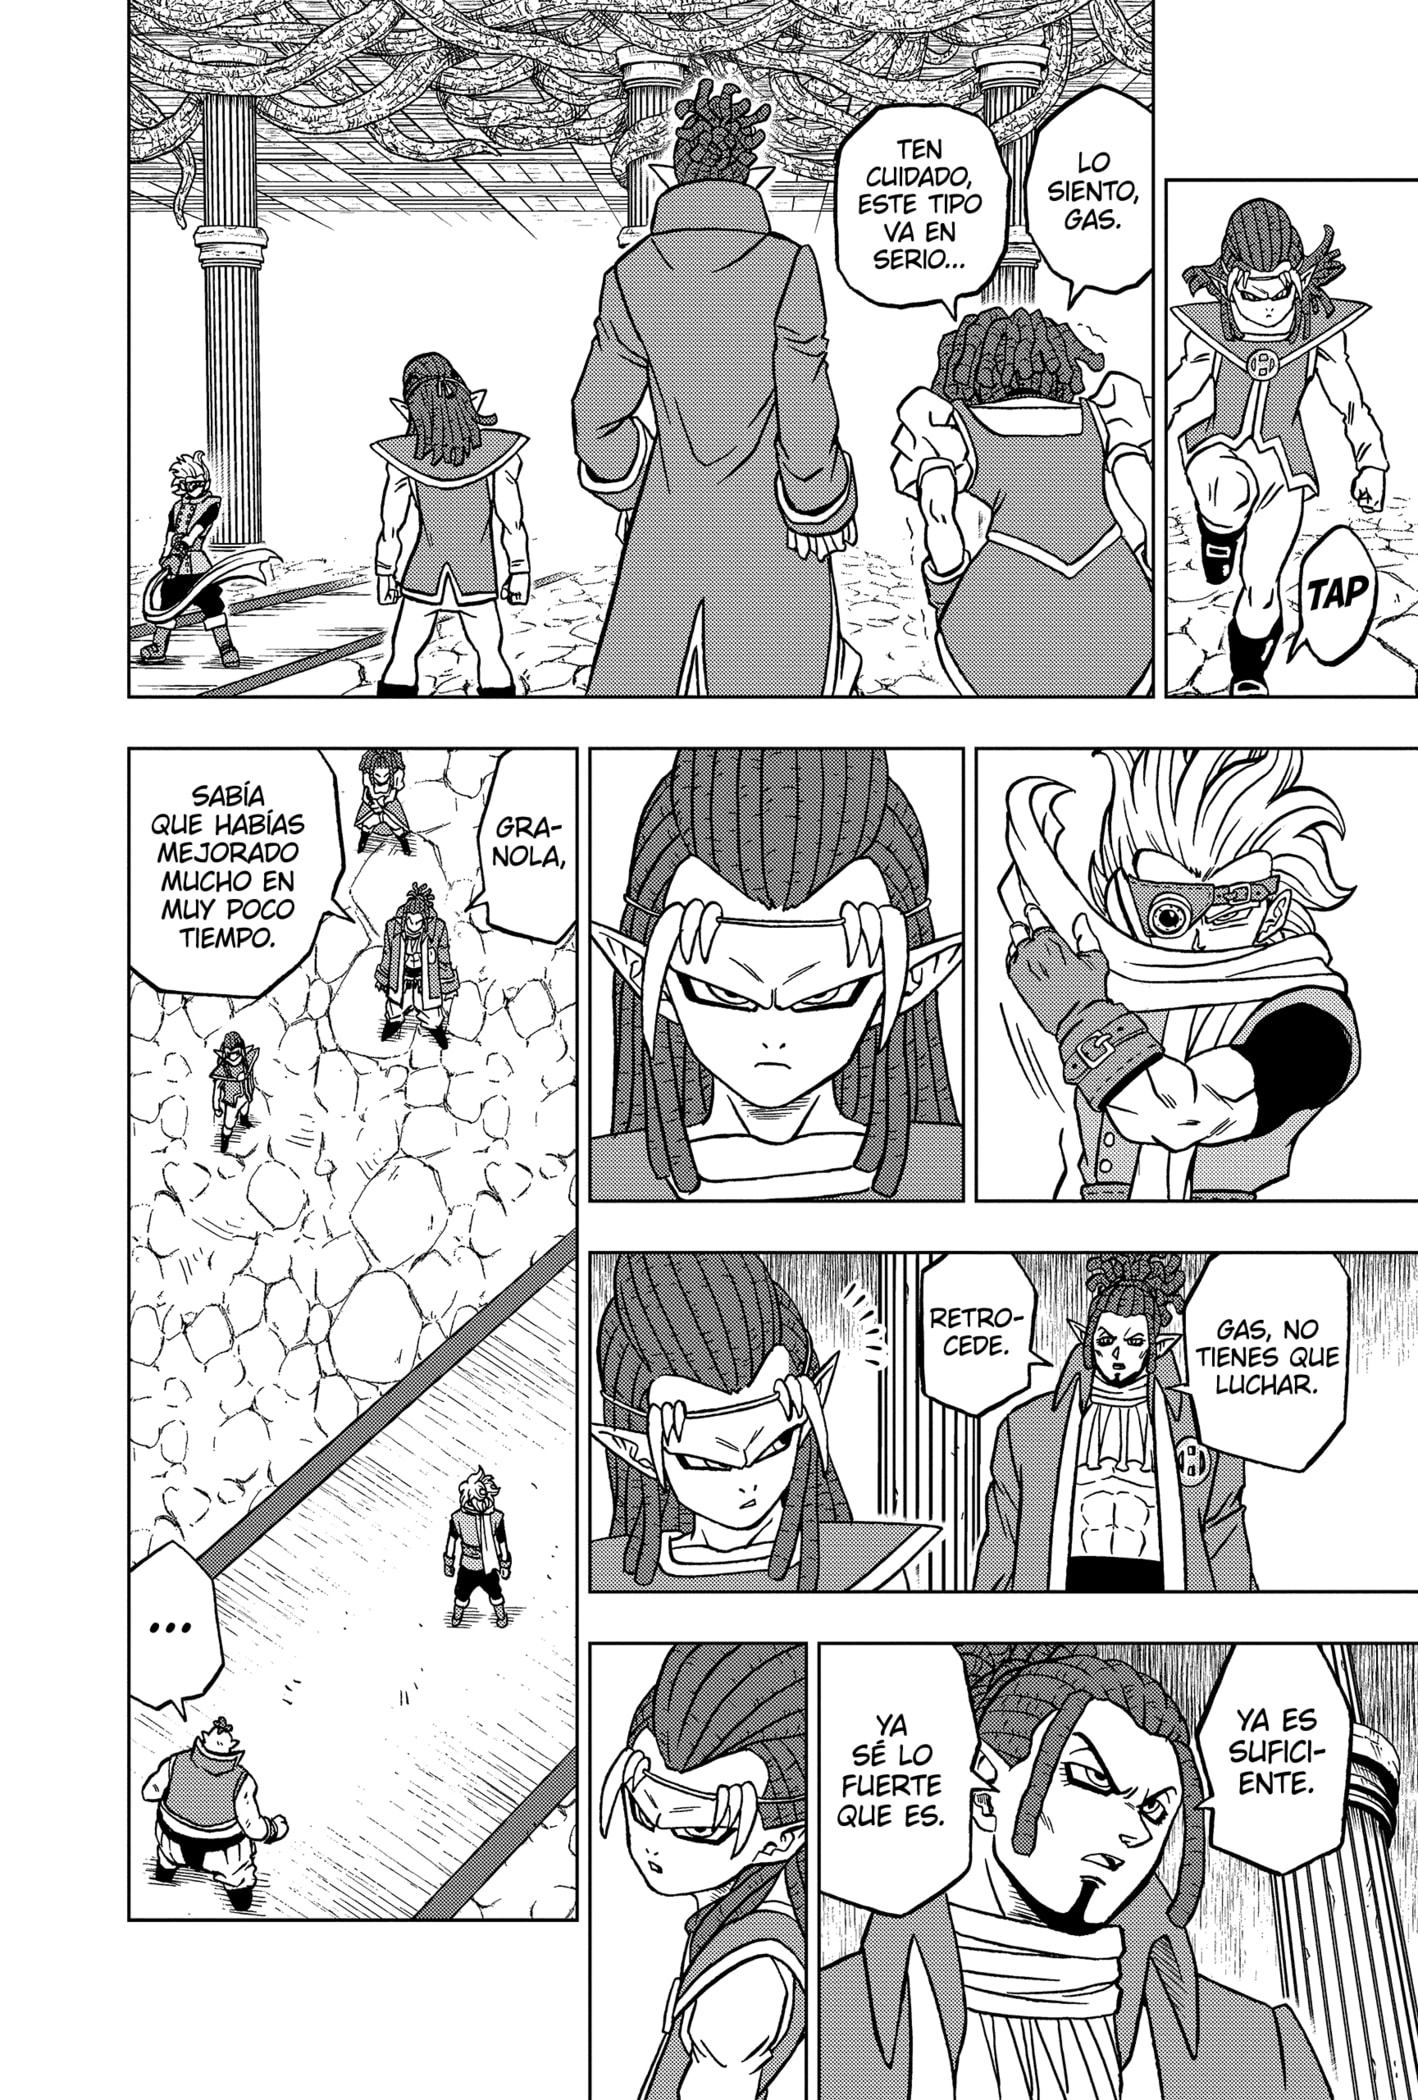 TAP
LO
SIENTO,
GAS.
TEN
CUIDADO,
ESTE TIPO
VA EN
SERIO...
GAS, NO
TIENES QUE
LUCHAR.
RETRO-
CEDE.
YA ES
SUFICI-
ENTE.
YA
SÉ LO
FUERTE
QUE ES.
GRA-
NOLA,
SABÍA
QUE HABÍAS
MEJORADO
MUCHO EN
MUY POCO
TIEMPO.
...